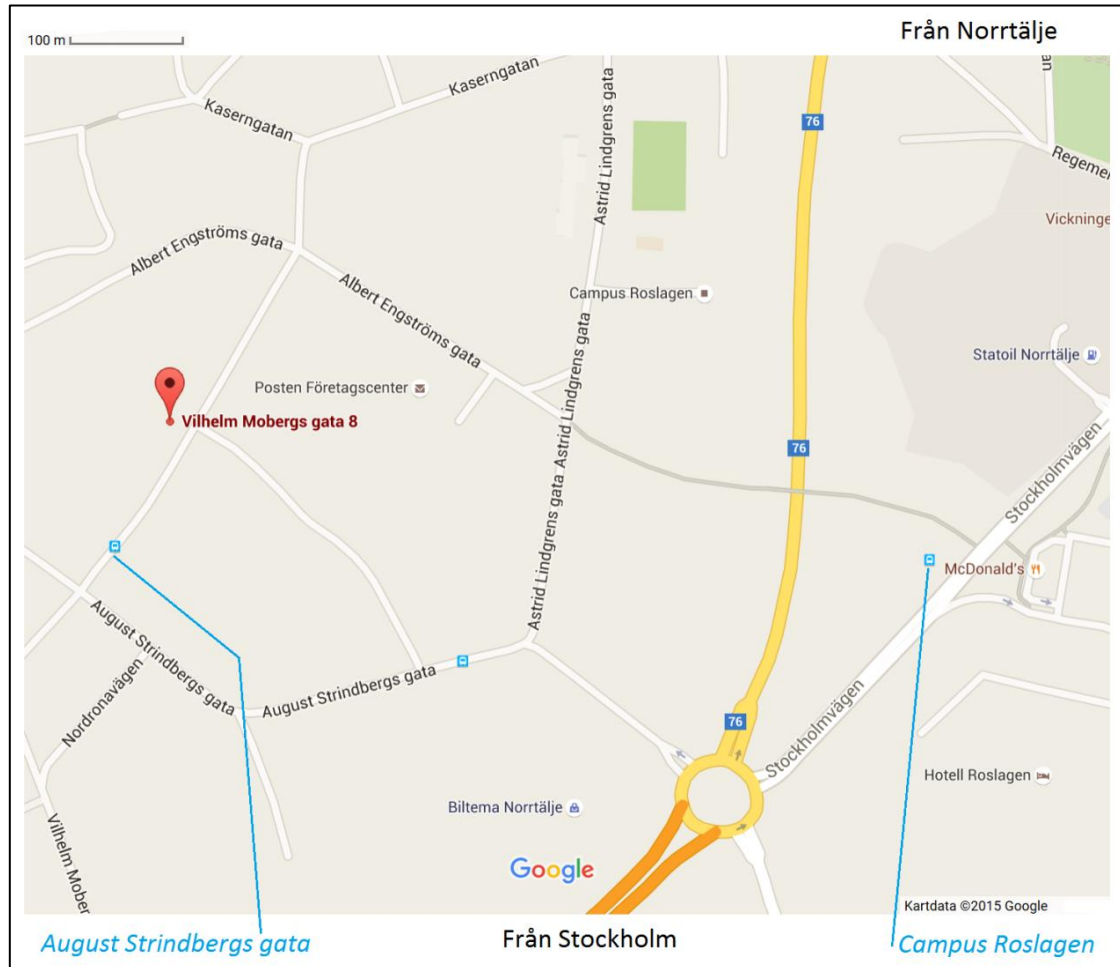 Från Norrtälje
100 m
Kaserngatan
Kaserngatan
Astrid Lindgrens gata
76
an
Regemen
Vickninge
Albert Engströms gata
Albert Engströms gata
Campus Roslagen
Astrid Lindgrens gata
Statoil Norrtälje
Posten Företagscenter
Vilhelm Mobergs gata 8
76
Stockholmvägen
Astrid Lindgrens gata
McDonald's
August Strindbergs gata
August Strindbergs gata
Nordronavägen
76
Stockholmvägen
Hotell Roslagen
Biltema Norrtälje
Vilhelm Mober
Google
Kartdata ©2015 Google
August Strindbergs gata
Från Stockholm
Campus Roslagen